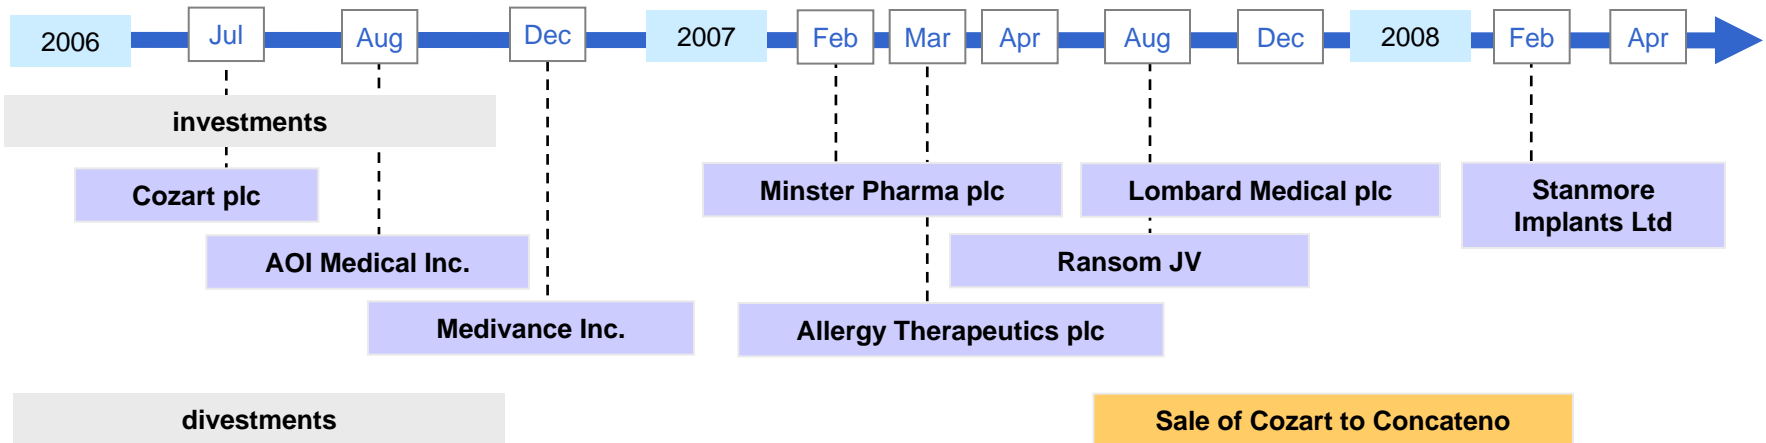 2006 Jul Aug Dec 2007 Feb Mar Apr Aug Dec 2008 Feb Apr
investments
Cozart plc
Minster Pharma plc
Lombard Medical plc
Stanmore
Implants Ltd
AOI Medical Inc.
Ransom JV
Medivance Inc.
Allergy Therapeutics plc
divestments
Sale of Cozart to Concateno